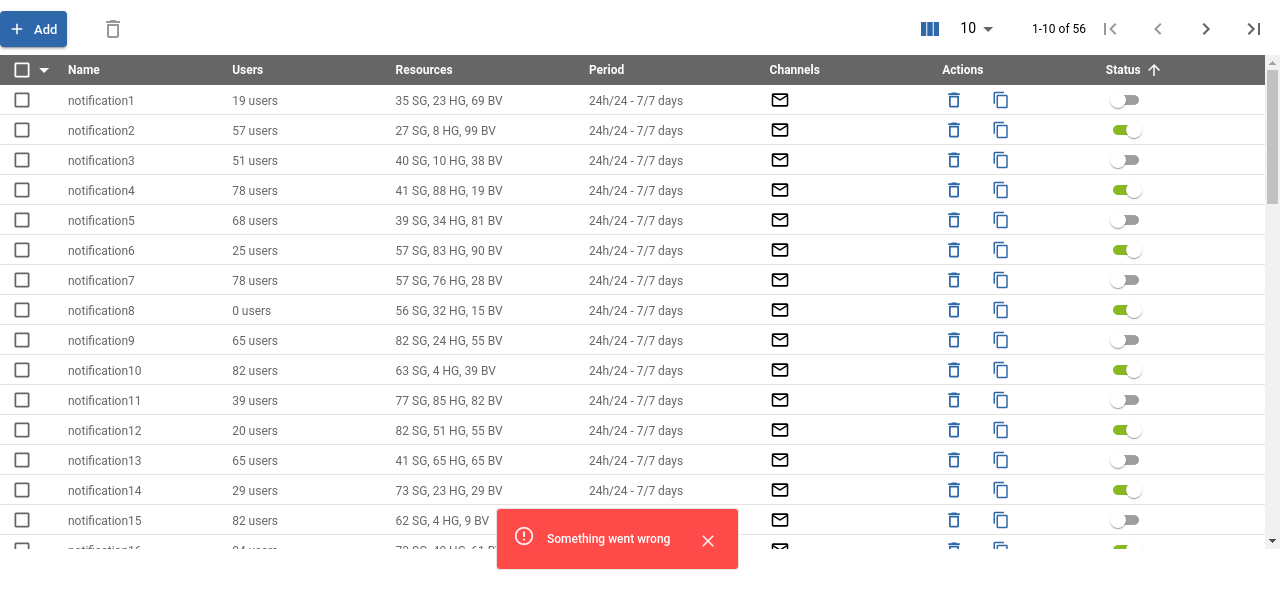 Add
10
1-10 of 56
Name Users Resources Period Channels Actions Status
notification1 19 users 35 SG, 23 HG, 69 BV 24h/24 - 7/7 days
notification2 57 users 27 SG, 8 HG, 99 BV 24h/24 - 7/7 days
notification3 51 users 40 SG, 10 HG, 38 BV 24h/24 - 7/7 days
notification4 78 users 41 SG, 88 HG, 19 BV 24h/24 - 7/7 days
notification5 68 users 39 SG, 34 HG, 81 BV 24h/24 - 7/7 days
notification6 25 users 57 SG, 83 HG, 90 BV 24h/24 - 7/7 days
notification7 78 users 57 SG, 76 HG, 28 BV 24h/24 - 7/7 days
notification8 0 users 56 SG, 32 HG, 15 BV 24h/24 - 7/7 days
notification9 65 users 82 SG, 24 HG, 55 BV 24h/24 - 7/7 days
notification10 82 users 63 SG, 4 HG, 39 BV 24h/24 - 7/7 days
notification11 39 users 77 SG, 85 HG, 82 BV 24h/24 - 7/7 days
notification12 20 users 82 SG, 51 HG, 55 BV 24h/24 - 7/7 days
notification13 65 users 41 SG, 65 HG, 65 BV 24h/24 - 7/7 days
notification14 29 users 73 SG, 23 HG, 29 BV 24h/24 - 7/7 days
notification15 82 users 62 SG, 4 HG, 9 BV
Something went wrong